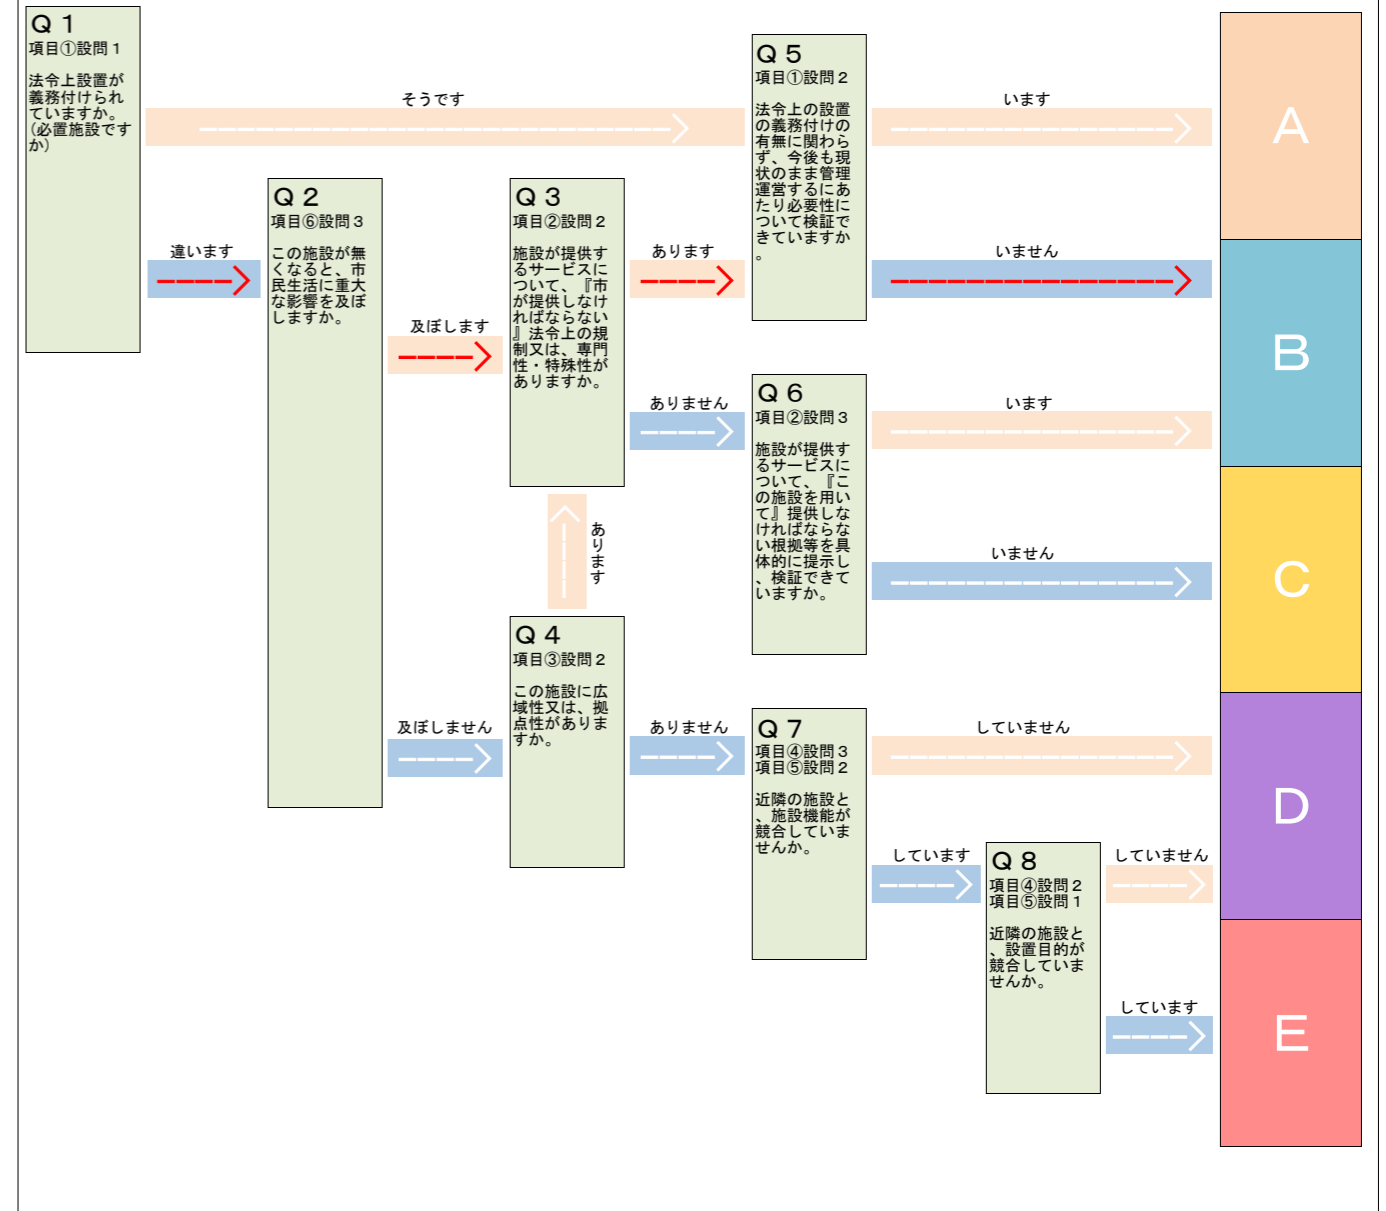 Ｑ１
項目①設問１
法令上設置が
義務付けられ
ていますか。
(必置施設です
か)
そうです
違います
Ｑ２
項目⑥設問３
この施設が無
くなると、市
民生活に重大
な影響を及ぼ
しますか。
及ぼします
及ぼしません
Ｑ３
項目②設問２
施設が提供す
るサービスに
ついて、『市
が提供しなけ
ればならない
』法令上の規
制又は、専門
性・特殊性が
ありますか。
あります
ありません
あります
Ｑ４
項目③設問２
この施設に広
域性又は、拠
点性がありま
すか。
ありません
Ｑ５
項目①設問２
法令上の設置
の義務付けの
有無に関わら
ず、今後も現
状のまま管理
運営するにあ
たり必要性に
ついて検証で
きていますか
。
います
いません
Ｑ６
項目②設問３
施設が提供す
るサービスに
ついて、『こ
の施設を用い
て』提供しな
ければならな
い根拠等を具
体的に提示し
、検証できて
いますか。
います
いません
Ｑ７
項目④設問３
項目⑤設問２
近隣の施設と
、施設機能が
競合していま
せんか。
していません
しています
Ｑ８
項目④設問２
項目⑤設問１
近隣の施設と
、設置目的が
競合していま
せんか。
していません
しています
A
B
C
D
E